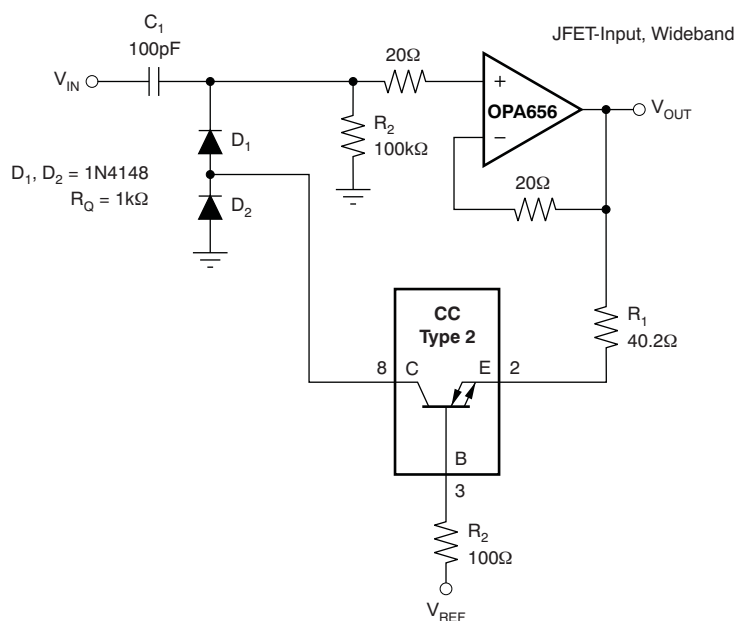 C1
100pF
JFET-Input, Wideband
VIN
20Ω
+
OPA656
−
VOUT
R2
100kΩ
D1
D1, D2 = 1N4148
RQ = 1kΩ
D2
20Ω
R1
40.2Ω
CC
Type 2
8
C
E
2
B
3
R2
100Ω
VREF